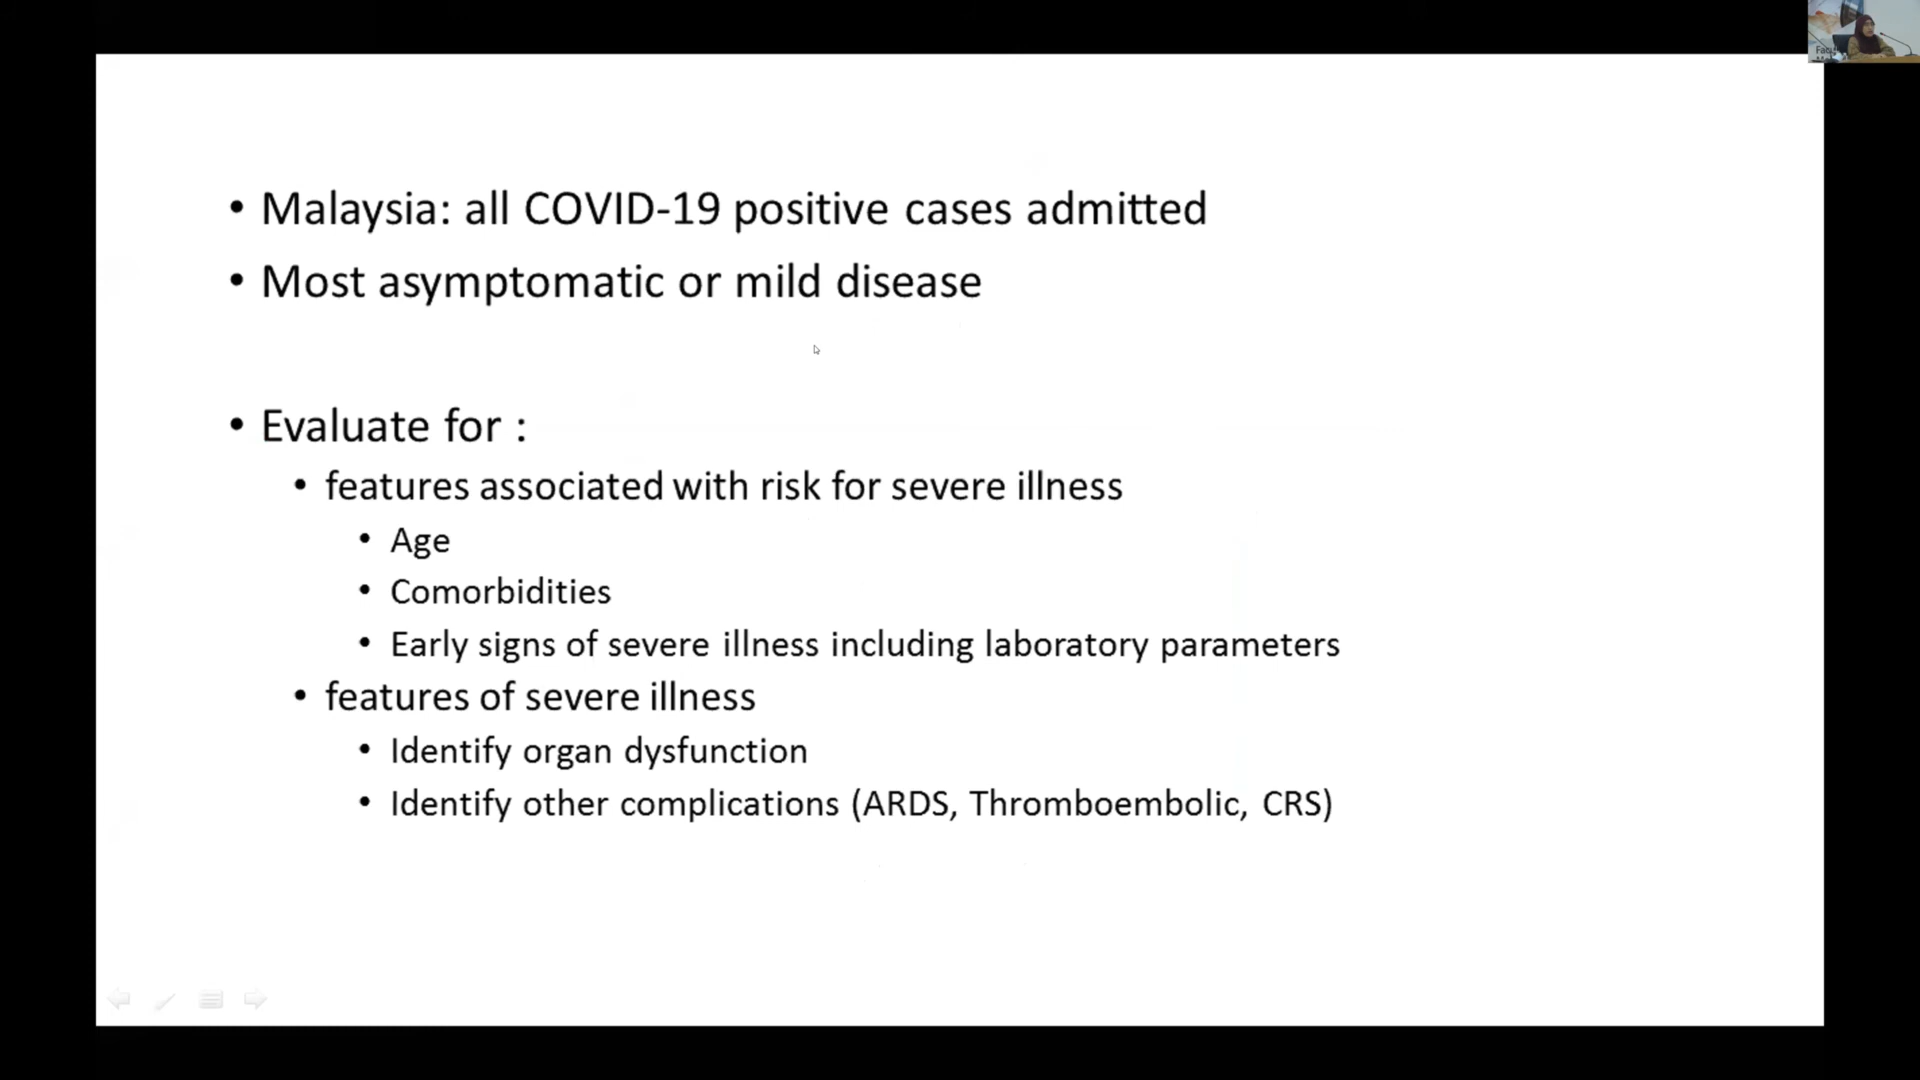 • Malaysia: all COVID-19 positive cases admitted
• Most asymptomatic or mild disease
• Evaluate for :
• features associated with risk for severe illness
• Age
• Comorbidities
• Early signs of severe illness including laboratory parameters
• features of severe illness
• Identify organ dysfunction
• Identify other complications (ARDS, Thromboembolic, CRS)